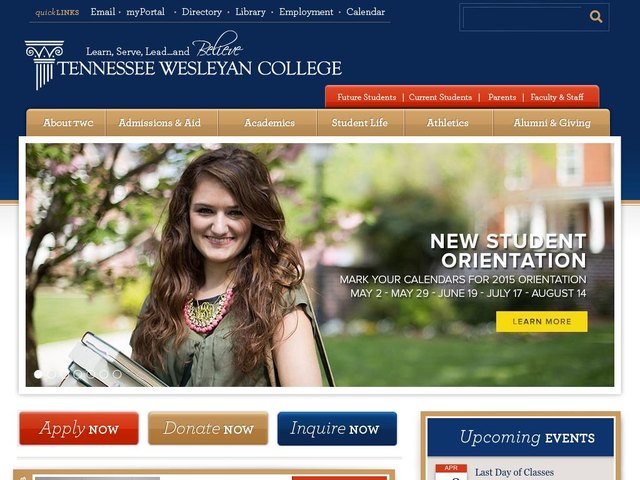 quickLINKS Email · myPortal · Directory · Library · Employment · Calendar
Learn, Serve, Lead...and Believe
TENNESSEE WESLEYAN COLLEGE
Future Students | Current Students | Parents | Faculty & Staff
About TWC Admissions & Aid Academics Student Life Athletics Alumni & Giving
NEW STUDENT
ORIENTATION
MARK YOUR CALENDARS FOR 2015 ORIENTATION
MAY 2 - MAY 29 - JUNE 19 - JULY 17 - AUGUST 14
LEARN MORE
Apply NOW Donate NOW Inquire NOW
Upcoming EVENTS
APR
Last Day of Classes